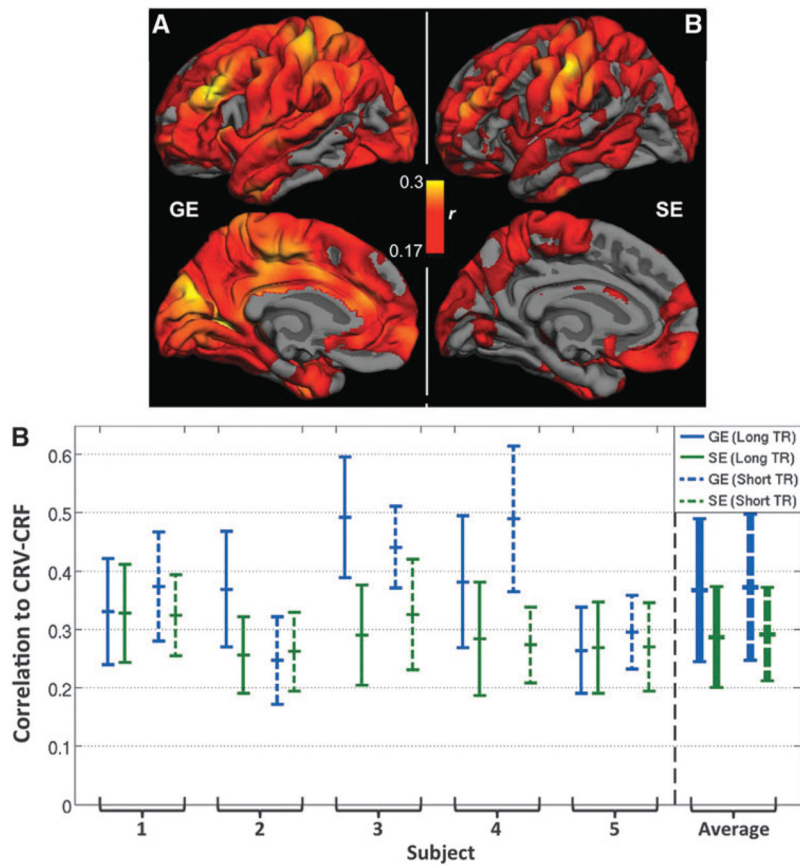 A
B
GE
0.3
r
0.17
SE
B
Correlation to CRV-CRF
0.6
0.5
0.4
0.3
0.2
0.1
0
GE (Long TR)
SE (Long TR)
GE (Short TR)
SE (Short TR)
1
2
3
4
5
Average
Subject